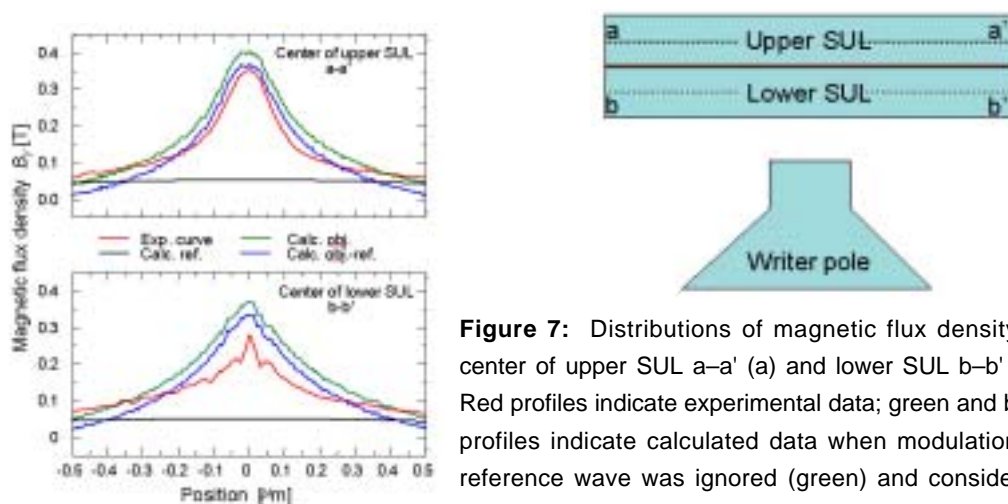 0.4
0.3
0.2
0.1
0.0
Center of upper SUL
a-a'
Magnetic flux density By [T]
Exp. curve
Calc. obj.
Calc. ref.
Calc. obj-ref.
0.4
0.3
0.2
0.1
0
Center of lower SUL
b-b'
-0.5 -0.4 -0.3 -0.2 -0.1 0 0.1 0.2 0.3 0.4 0.5
Position [µm]
a Upper SUL a'
b Lower SUL b'
Writer pole
Figure 7: Distributions of magnetic flux density
center of upper SUL a–a' (a) and lower SUL b–b'
Red profiles indicate experimental data; green and
profiles indicate calculated data when modulation
reference wave was ignored (green) and